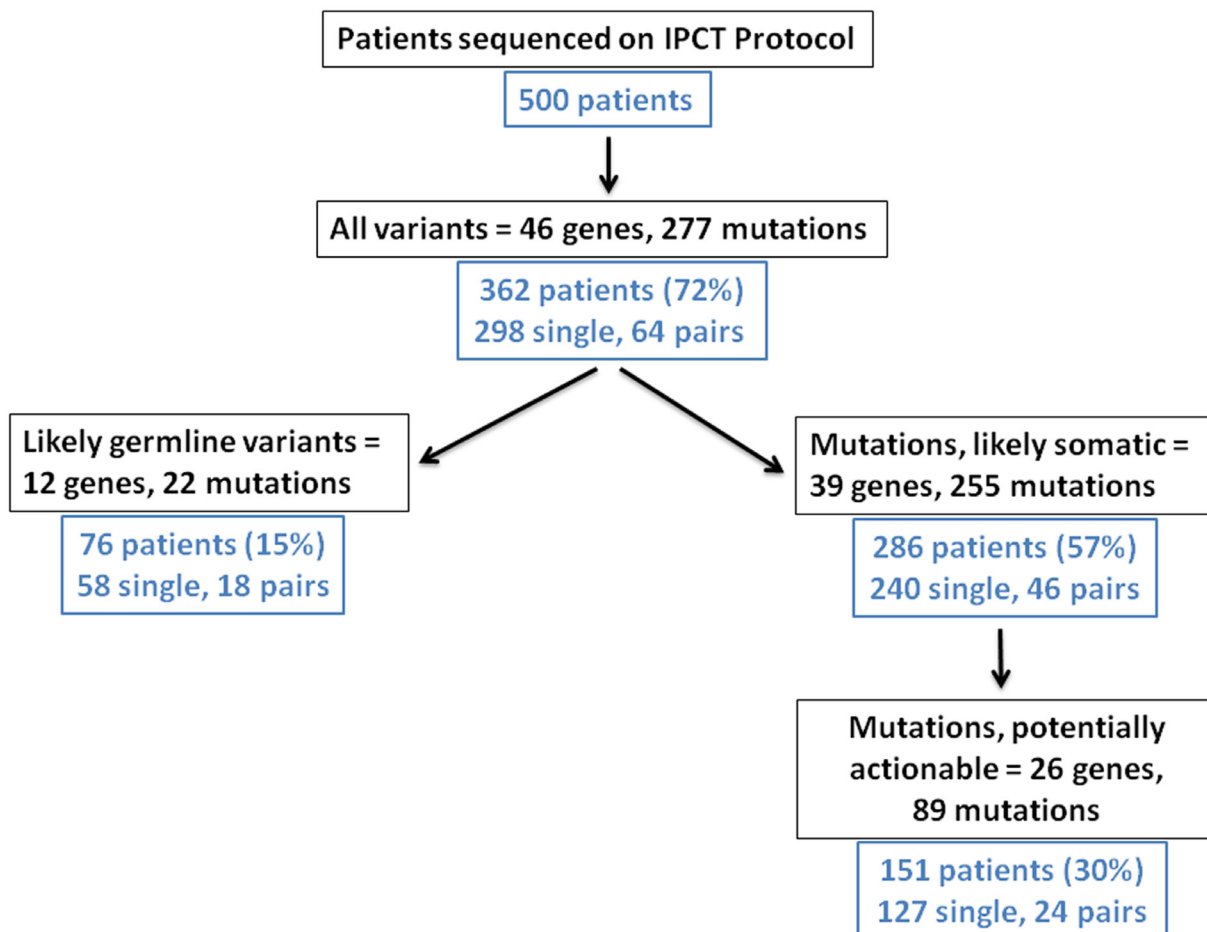 Patients sequenced on IPCT Protocol
500 patients
All variants = 46 genes, 277 mutations
362 patients (72%)
298 single, 64 pairs
Likely germline variants =
12 genes, 22 mutations
76 patients (15%)
58 single, 18 pairs
Mutations, likely somatic =
39 genes, 255 mutations
286 patients (57%)
240 single, 46 pairs
Mutations, potentially
actionable = 26 genes,
89 mutations
151 patients (30%)
127 single, 24 pairs